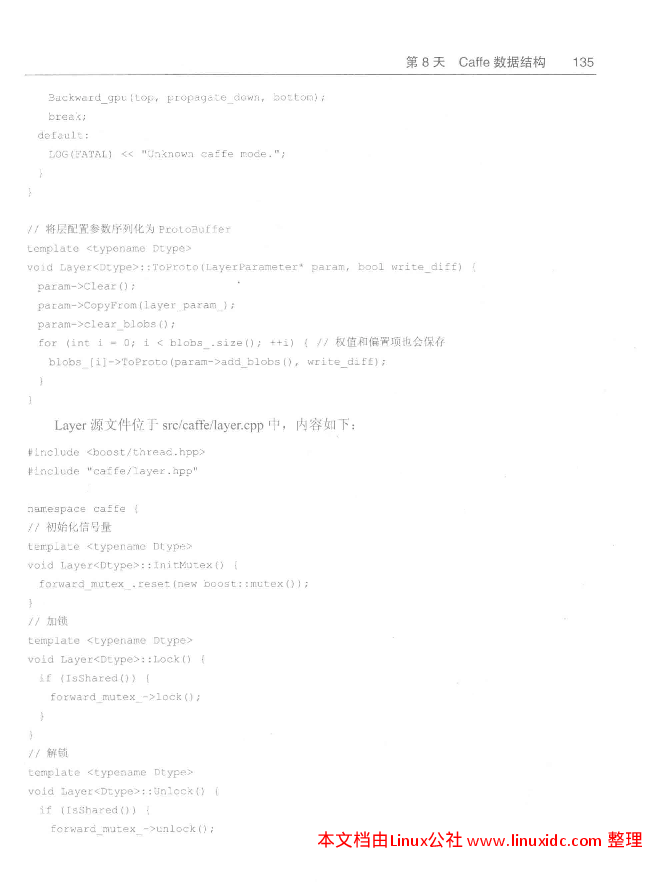 第 8 天 Caffe 数据结构 135
Backward_gpu(top, propagate_down, bottom);
break;
default:
LOG(FATAL) << "Unknown caffe mode.";
}
}
// 将层配置参数序列化为 ProtoBuffer
template <typename Dtype>
void Layer<Dtype>::ToProto(LayerParameter* param, bool write_diff) {
param->Clear();
param->CopyFrom(layer_param_);
param->clear_blobs();
for (int i = 0; i < blobs_.size(); ++i) { // 权值和偏置项也会保存
blobs_[i]->ToProto(param->add_blobs(), write_diff);
}
}
Layer 源文件位于 src/caffe/layer.cpp 中，内容如下：
#include <boost/thread.hpp>
#include "caffe/layer.hpp"
namespace caffe {
// 初始化信号量
template <typename Dtype>
void Layer<Dtype>::InitMutex() {
forward_mutex_.reset(new boost::mutex());
}
// 加锁
template <typename Dtype>
void Layer<Dtype>::Lock() {
if (IsShared()) {
forward_mutex_->lock();
}
}
// 解锁
template <typename Dtype>
void Layer<Dtype>::Unlock() {
if (IsShared()) {
forward_mutex_->unlock();
本文档由Linux公社 www.linuxidc.com 整理